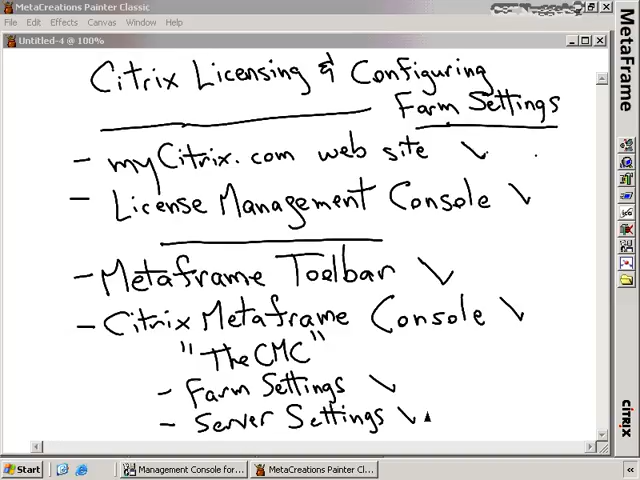 MetaCreations Painter Classic
File Edit Effects Canvas Window Help
Untitled-4 @ 100%
Citrix Licensing & Configuring
Farm Settings
- myCitrix.com web site
- License Management Console
- Metaframe Toolbar
- Citrix Metaframe Console
"The CMC"
- Farm Settings
- Server Settings
MetaFrame
CITRIX
Start
Management Console for...
MetaCreations Painter Cl...
«